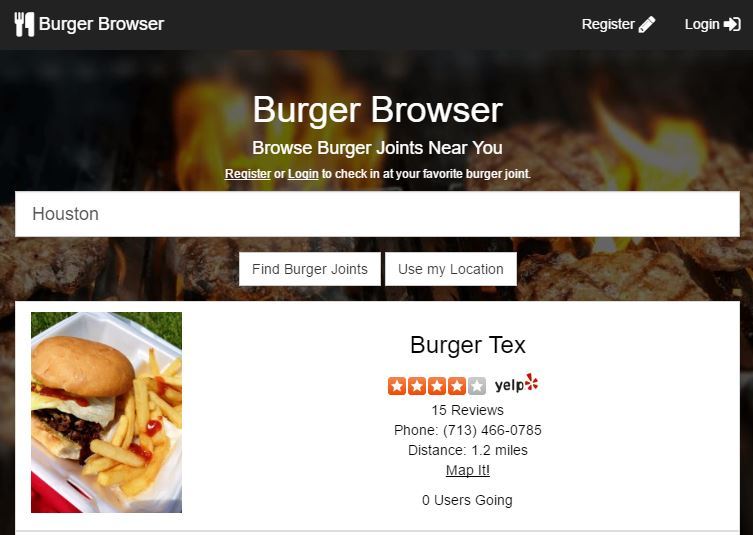 Burger Browser
Register
Login
Burger Browser
Browse Burger Joints Near You
Register or Login to check in at your favorite burger joint.
Houston
Find Burger Joints
Use my Location
Burger Tex
yelp
15 Reviews
Phone: (713) 466-0785
Distance: 1.2 miles
Map It!
0 Users Going